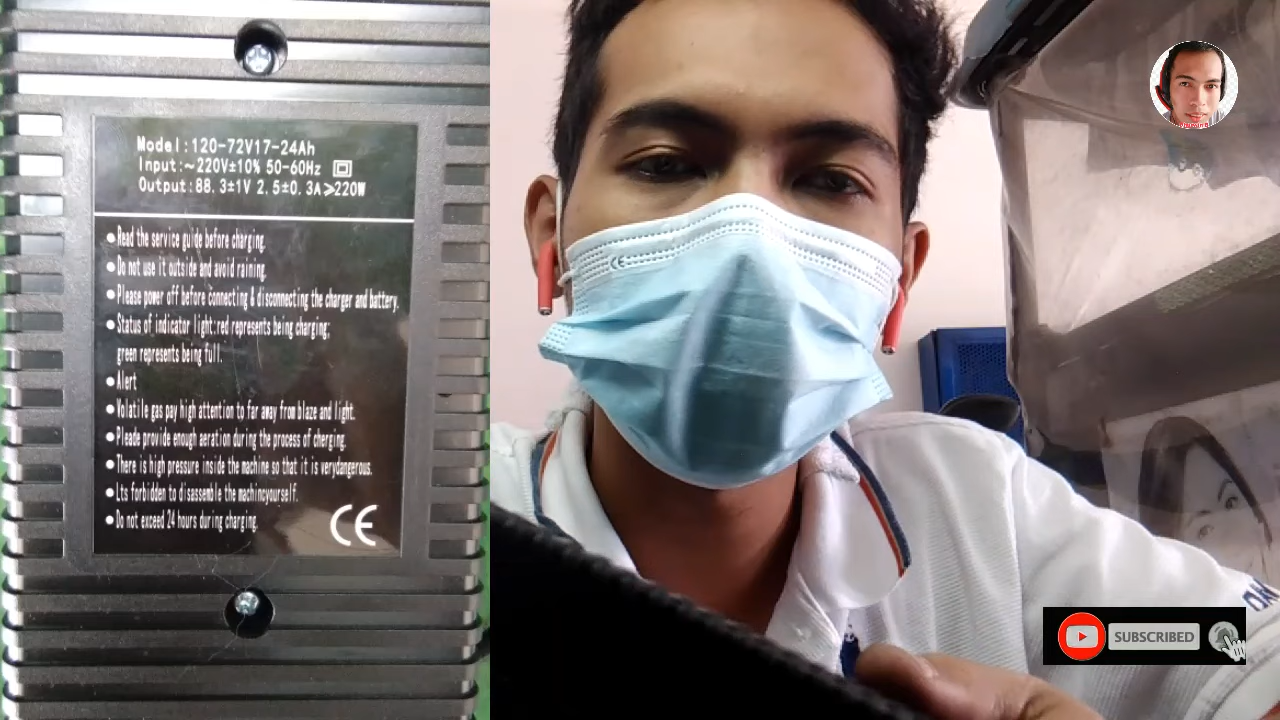 Model:120-72V17-24Ah
Input:~220V±10% 50-60Hz
Output:88.3±1V 2.5±0.3A≥220W
●Read the service guide before charging.
●Do not use it outside and avoid raining.
●Please power off before connecting & disconnecting the charger and battery.
●Status of indicator light:red represents being charging;
green represents being full.
●Alert
●Volatile gas pay high attention to far away from blaze and light.
●Pleade provide enough aeration during the process of cherging.
●There is high pressure inside the machine so that it is verydangerous.
●Lts forbidden to disassemble the machincyourself.
●Do not exceed 24 hours during charging.
CE
CE
SUBSCRIBED